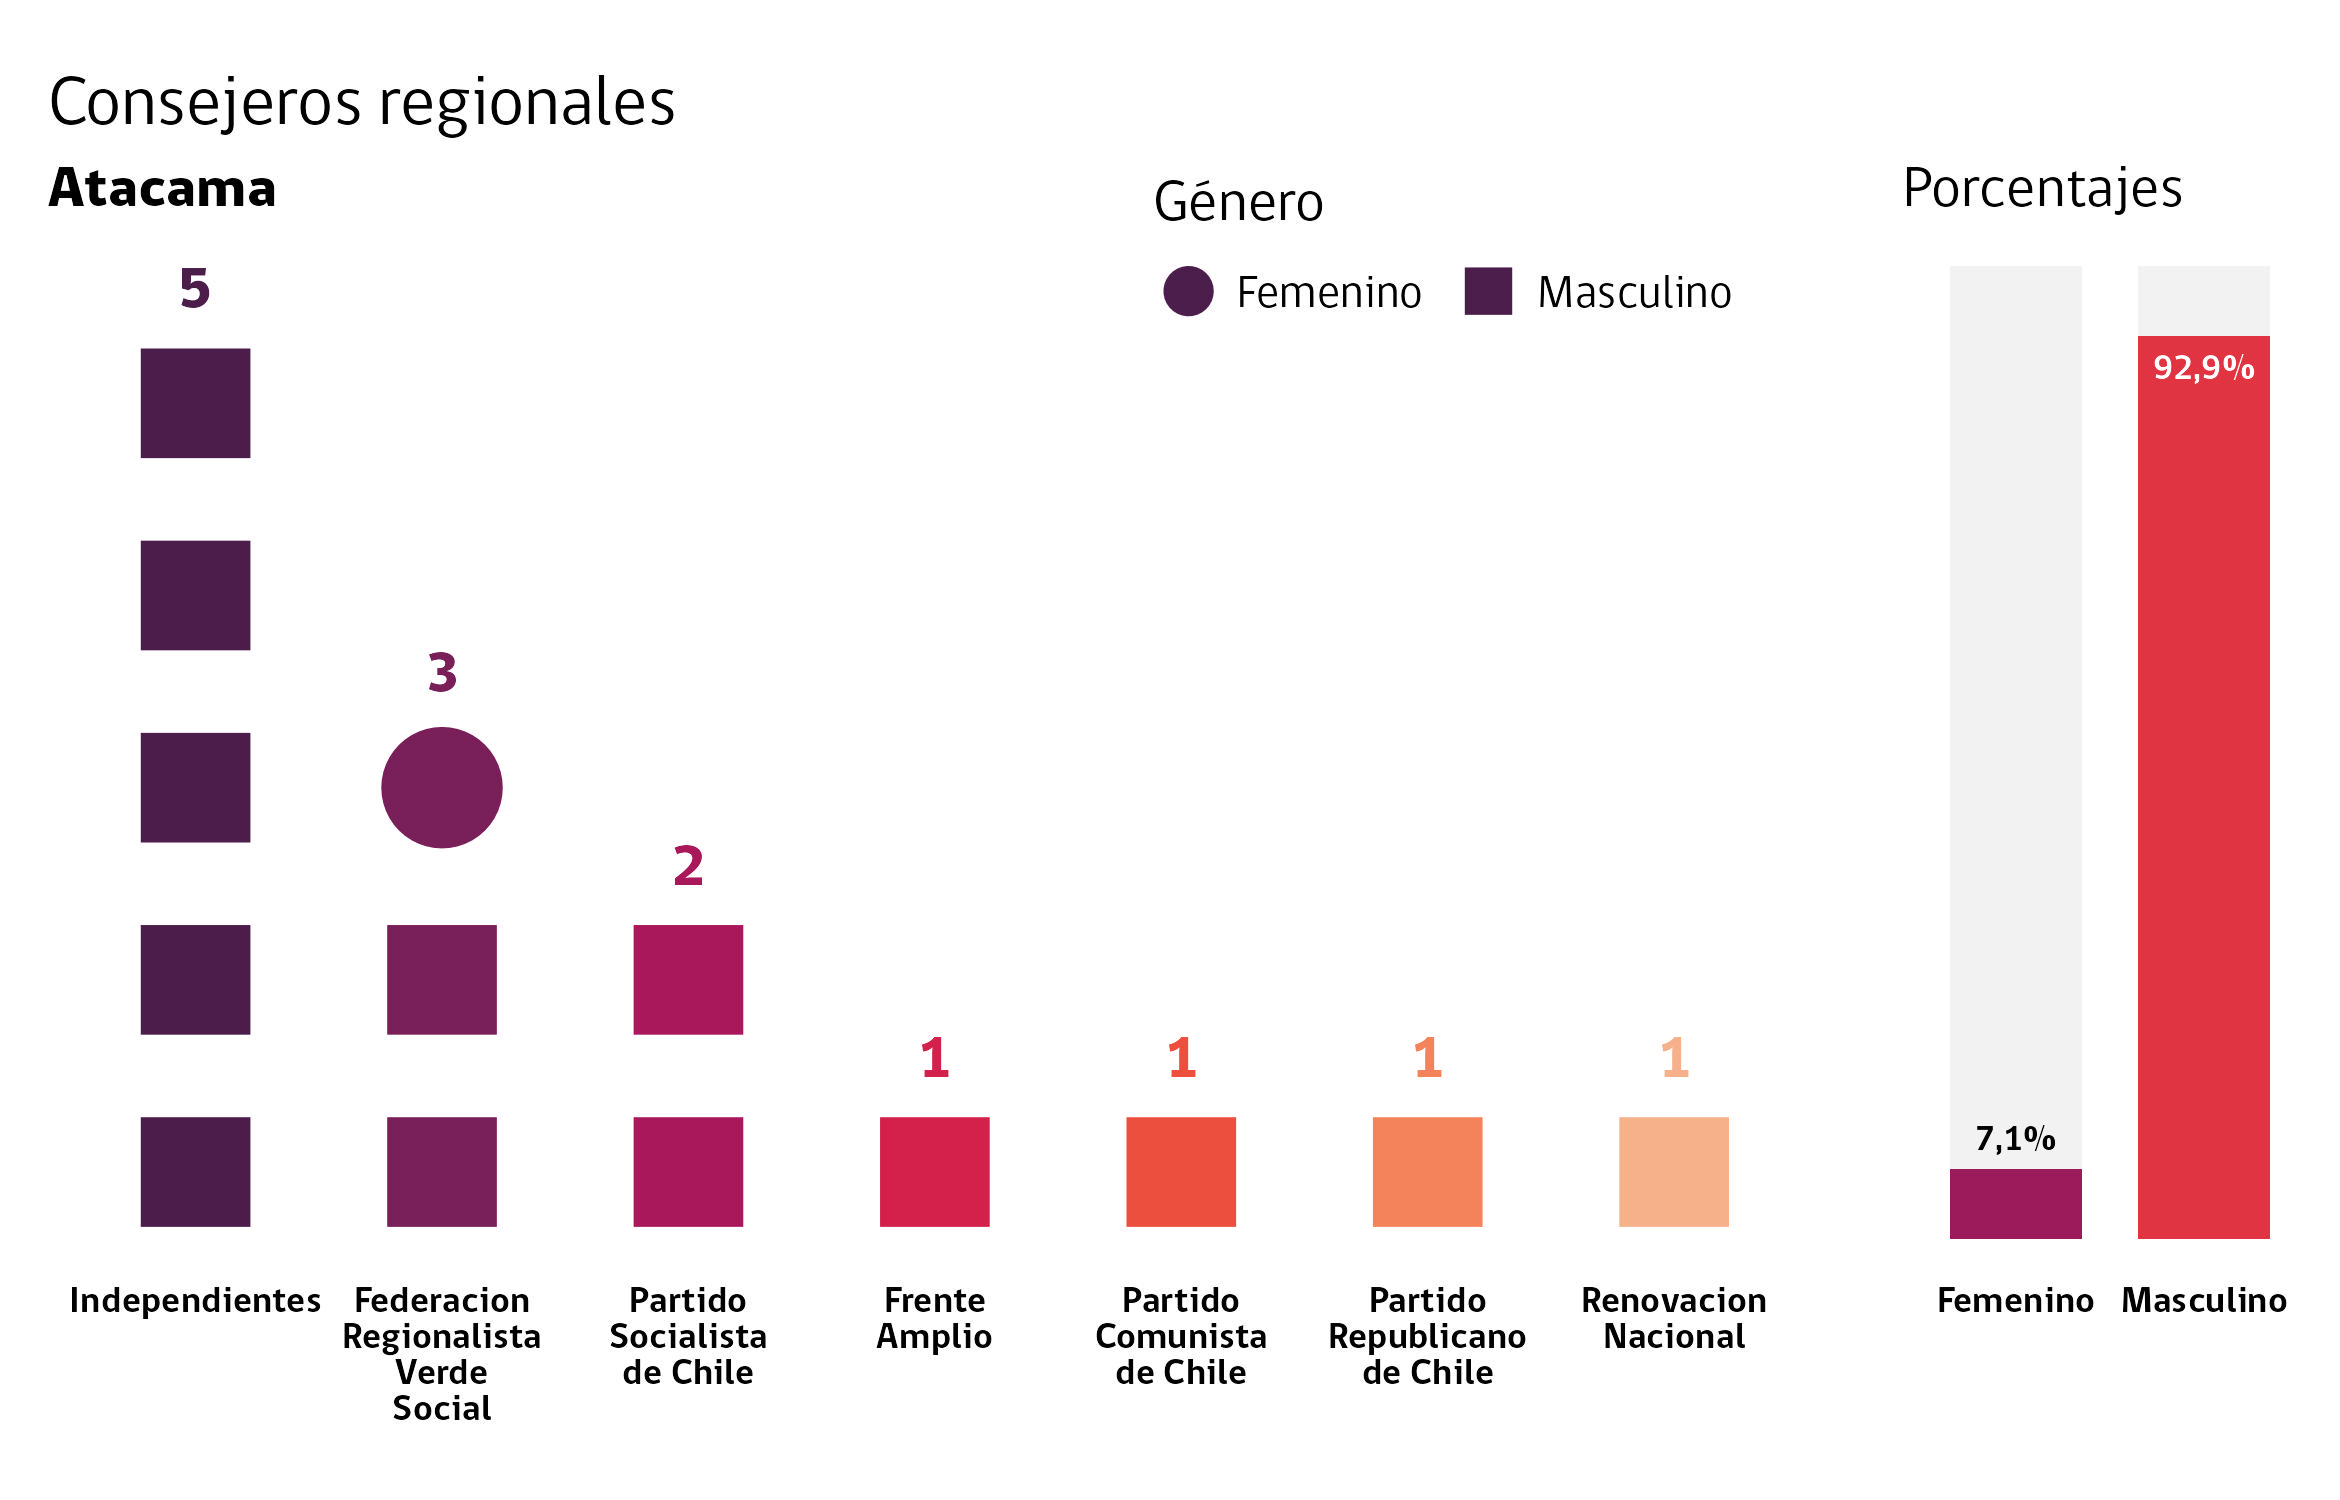 Consejeros regionales
Atacama
Género
Femenino
Masculino
Porcentajes
5
3
2
1
1
1
1
92,9%
7,1%
Independientes
Federacion
Regionalista
Verde
Social
Partido
Socialista
de Chile
Frente
Amplio
Partido
Comunista
de Chile
Partido
Republicano
de Chile
Renovacion
Nacional
Femenino
Masculino